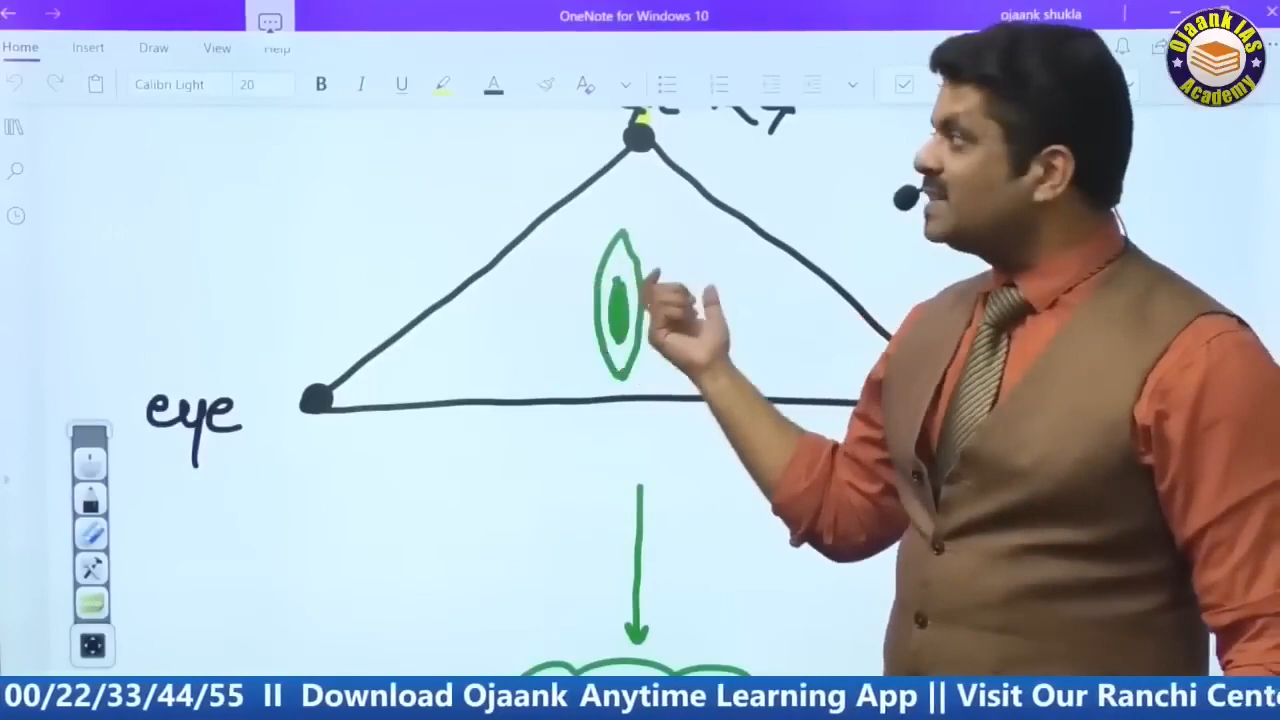 OneNote for Windows 10
ojaank shukla
Home Insert Draw View Help
Calibri Light 20 B I U A
Ojaank IAS
Academy
eye
00/22/33/44/55 II Download Ojaank Anytime Learning App || Visit Our Ranchi Cent